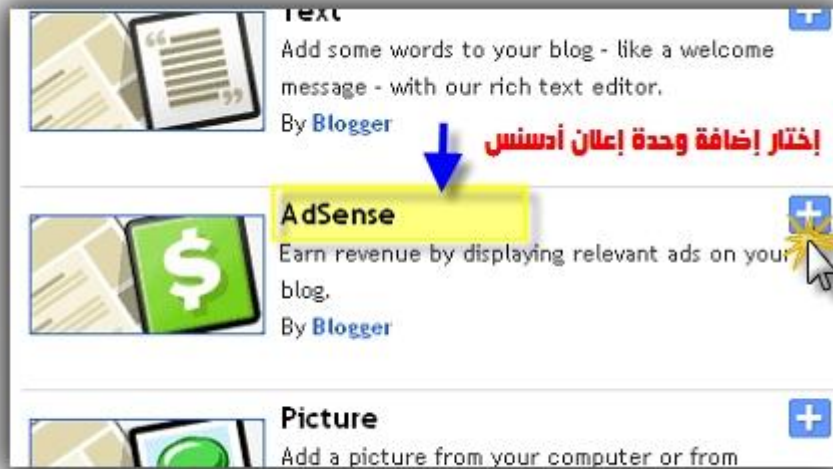 Text
Add some words to your blog - like a welcome
message - with our rich text editor.
By Blogger
إختار إضافة وحدة إعلان أدسنس
AdSense
Earn revenue by displaying relevant ads on your
blog.
By Blogger
Picture
Add a picture from your computer or from